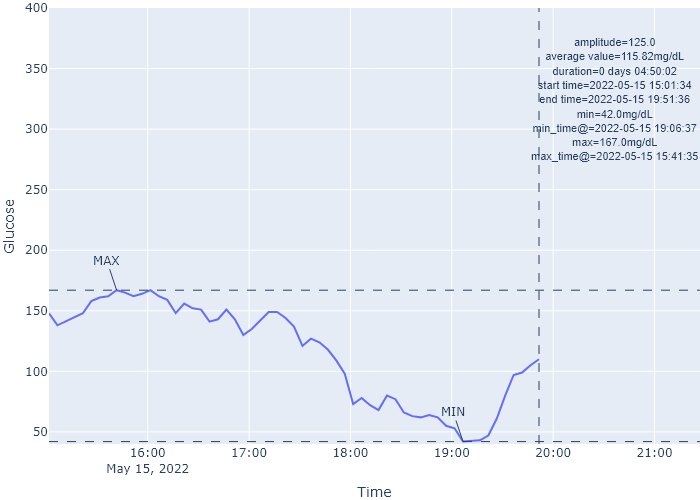 400
350
300
250
200
150
100
50
Glucose
amplitude=125.0
average value=115.82mg/dL
duration=0 days 04:50:02
start time=2022-05-15 15:01:34
end time=2022-05-15 19:51:36
min=42.0mg/dL
min_time@=2022-05-15 19:06:37
max=167.0mg/dL
max_time@=2022-05-15 15:41:35
MAX
MIN
16:00 17:00 18:00 19:00 20:00 21:00
May 15, 2022
Time